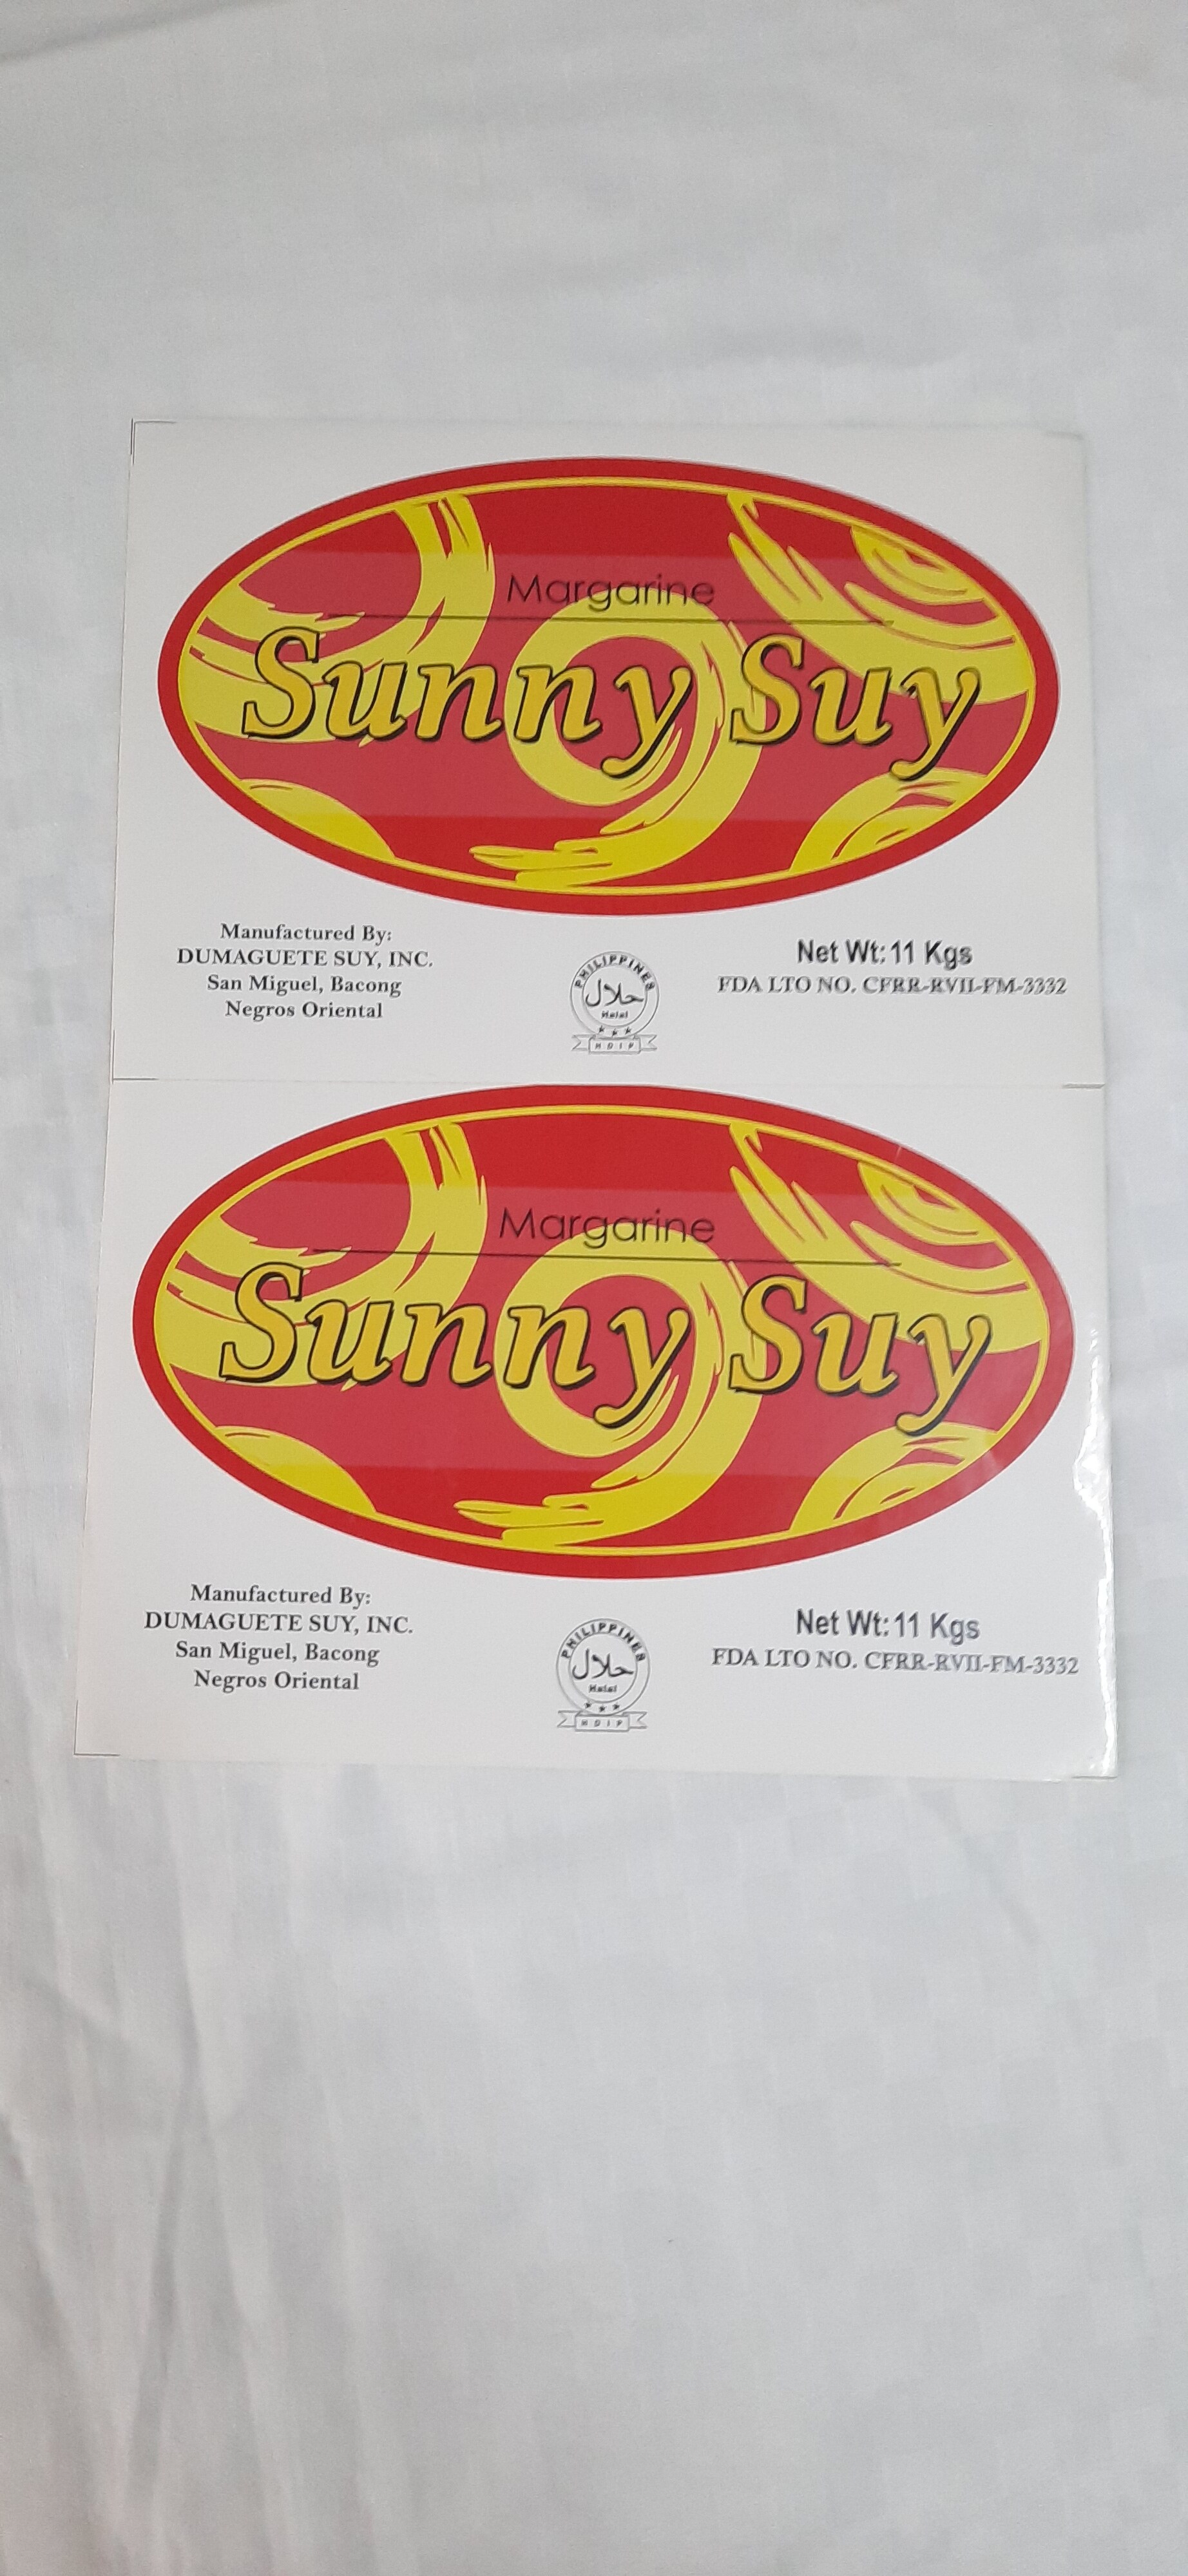 Margarine
Sunny Suy
Manufactured By:
DUMAGUETE SUY, INC.
San Miguel, Bacong
Negros Oriental
PHILIPPINES
حلال
Halal
HDIP
Net Wt: 11 Kgs
FDA LTO NO. CFRR-RVII-FM-3332
Margarine
Sunny Suy
Manufactured By:
DUMAGUETE SUY, INC.
San Miguel, Bacong
Negros Oriental
PHILIPPINES
حلال
Halal
HDIP
Net Wt: 11 Kgs
FDA LTO NO. CFRR-RVII-FM-3332